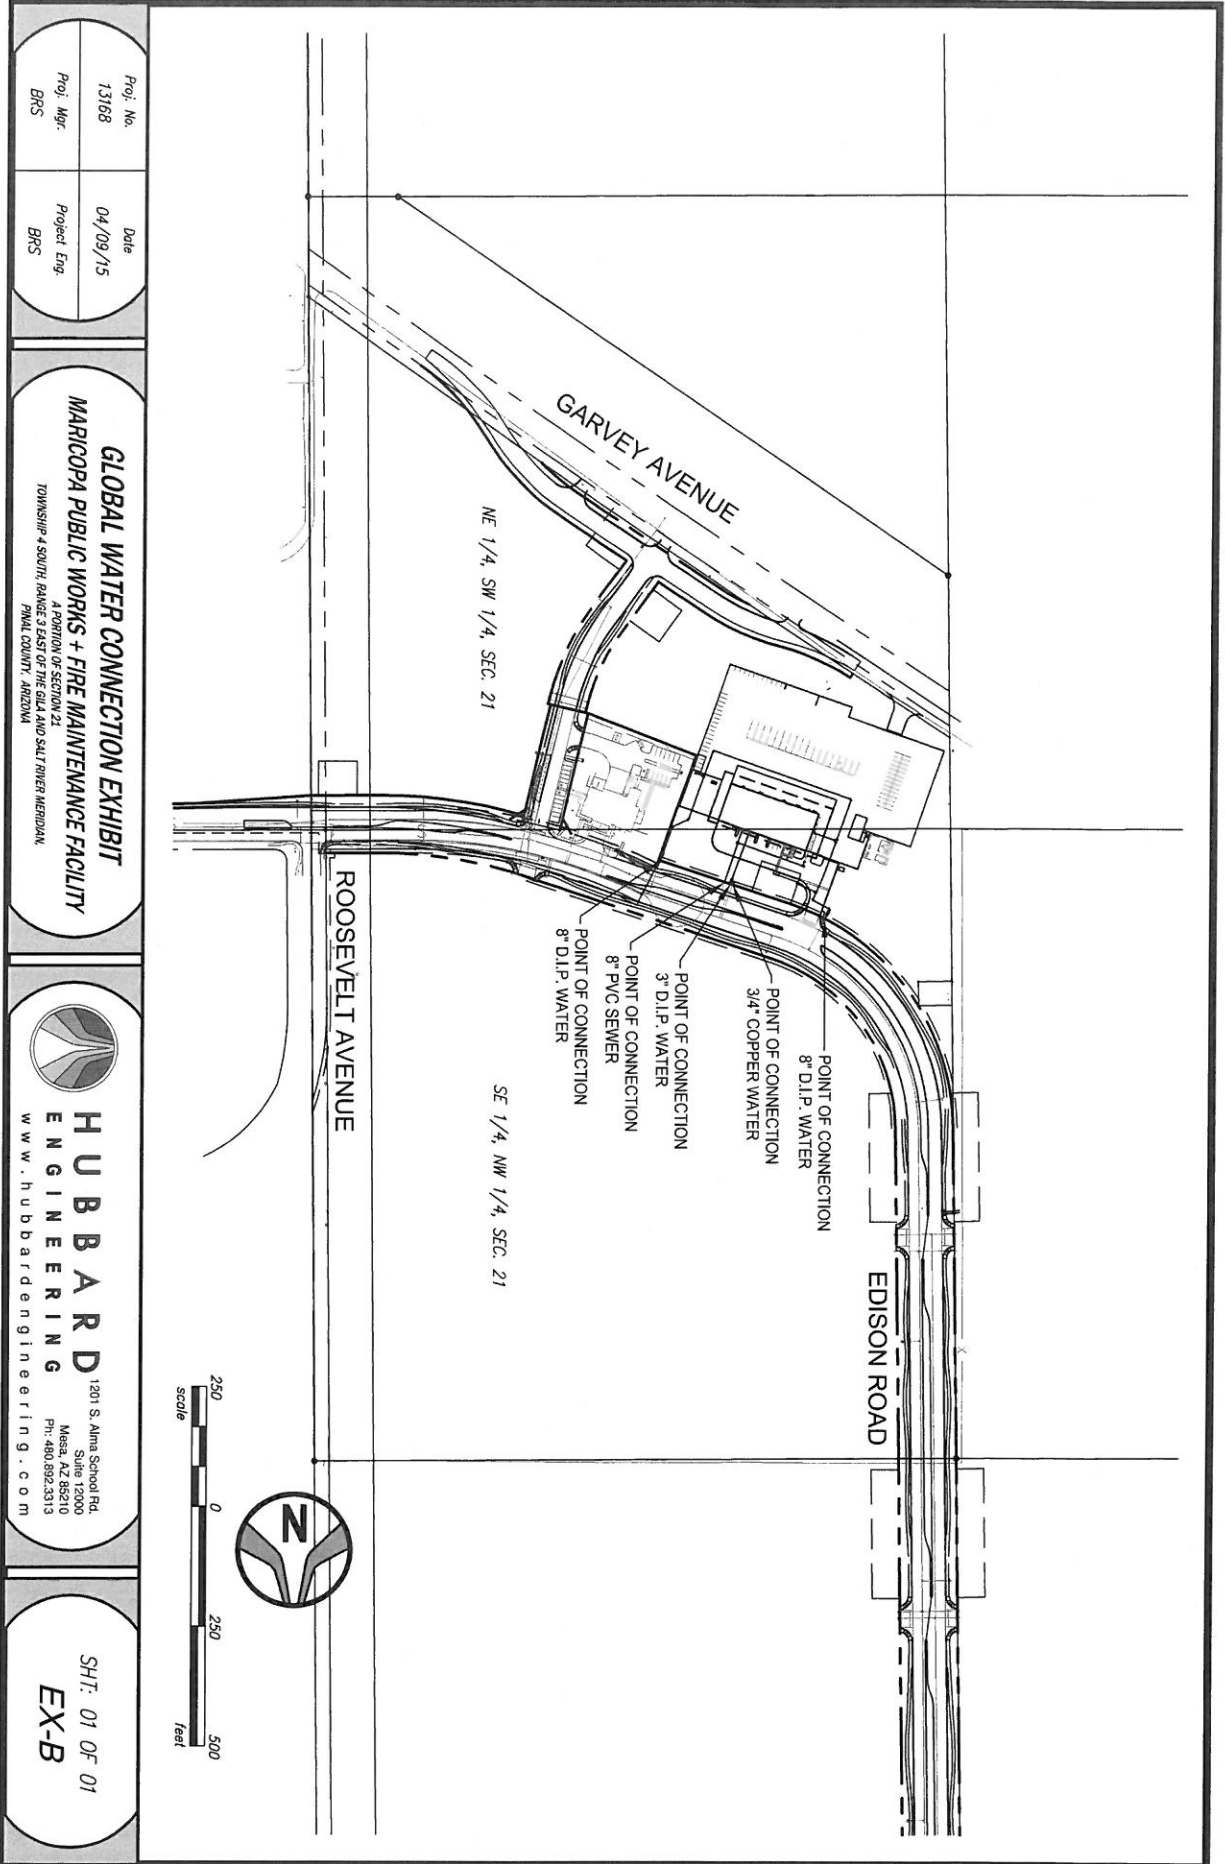 GARVEY AVENUE
NE 1/4, SW 1/4, SEC. 21
POINT OF CONNECTION
8" D.I.P. WATER
POINT OF CONNECTION
3/4" COPPER WATER
POINT OF CONNECTION
3" D.I.P. WATER
POINT OF CONNECTION
8" PVC SEWER
POINT OF CONNECTION
8" D.I.P. WATER
EDISON ROAD
ROOSEVELT AVENUE
SE 1/4, NW 1/4, SEC. 21
N
250 0 250 500
scale feet
Proj. No. Date
13168 04/09/15
Proj. Mgr. Project Eng.
BRS BRS
GLOBAL WATER CONNECTION EXHIBIT
MARICOPA PUBLIC WORKS + FIRE MAINTENANCE FACILITY
A PORTION OF SECTION 21
TOWNSHIP 4 SOUTH, RANGE 3 EAST OF THE GILA AND SALT RIVER MERIDIAN,
PINAL COUNTY, ARIZONA
HUBBARD
ENGINEERING
www.hubbardengineering.com
1201 S. Alma School Rd.
Suite 12000
Mesa, AZ 85210
Ph: 480.892.3313
SHT: 01 OF 01
EX-B